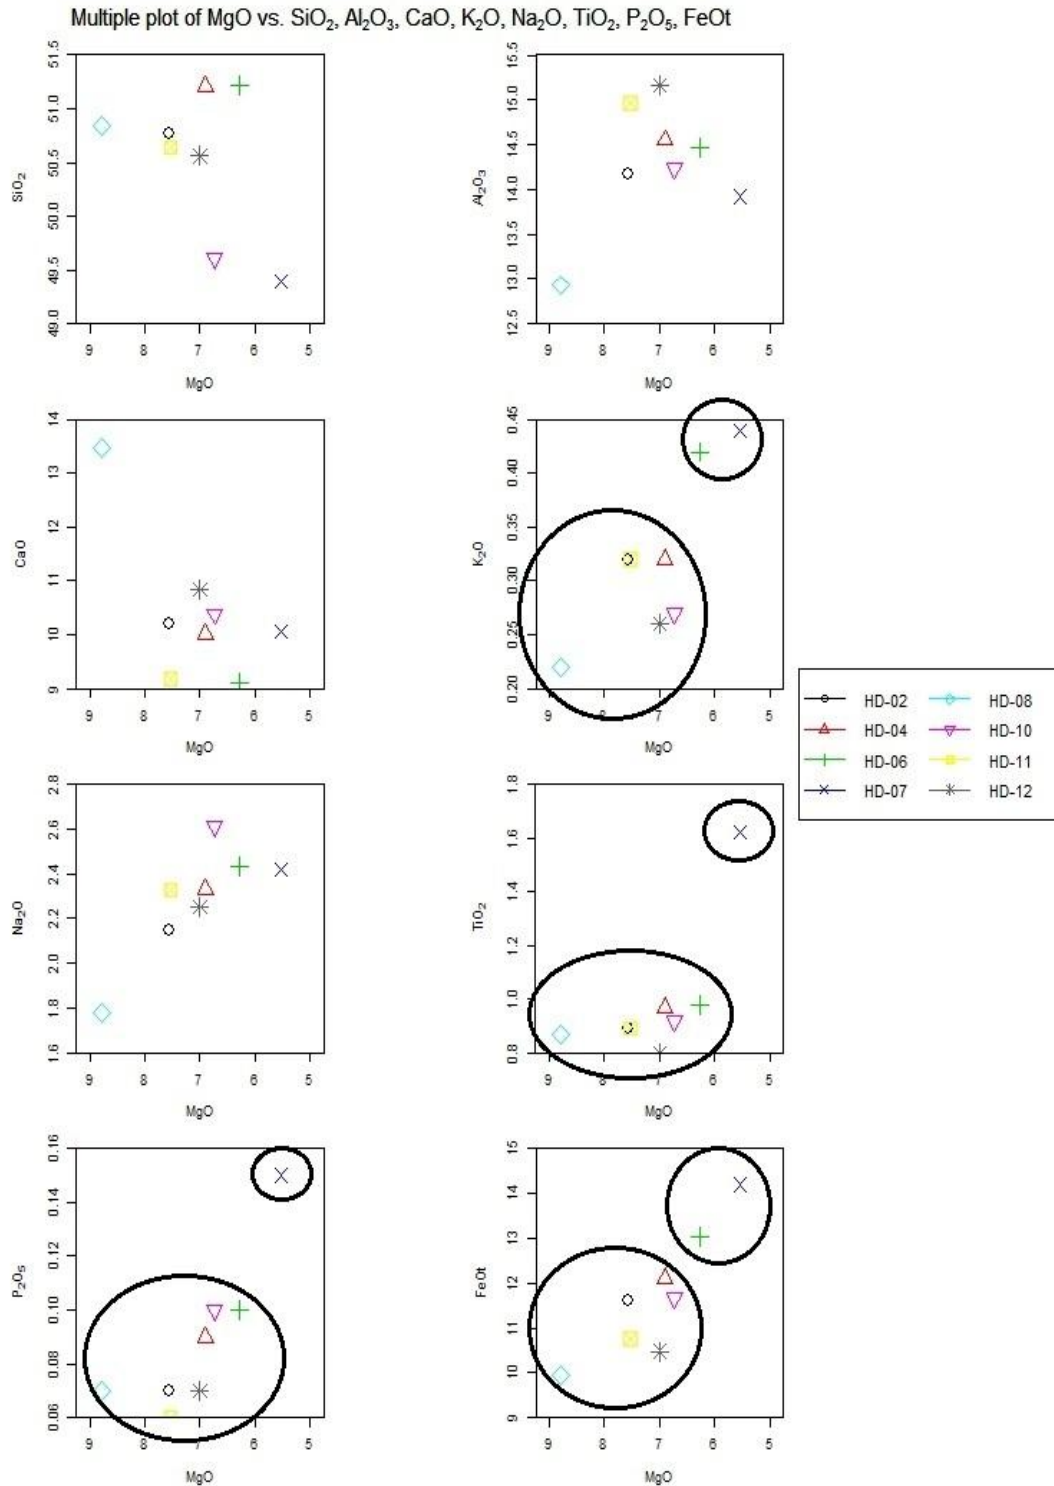 Multiple plot of MgO vs. SiO₂, Al₂O₃, CaO, K₂O, Na₂O, TiO₂, P₂O₅, FeOt
SiO₂
49.0 49.5 50.0 50.5 51.0 51.5
9 8 7 6 5
MgO
Al₂O₃
12.5 13.0 13.5 14.0 14.5 15.0 15.5
9 8 7 6 5
MgO
CaO
14
13
12
11
10
9
9 8 7 6 5
MgO
K₂O
0.20 0.25 0.30 0.35 0.40 0.45
9 8 7 6 5
MgO
HD-02 HD-08
HD-04 HD-10
HD-06 HD-11
HD-07 HD-12
Na₂O
1.6 1.8 2.0 2.2 2.4 2.6 2.8
9 8 7 6 5
MgO
TiO₂
0.8 1.0 1.2 1.4 1.6 1.8
9 8 7 6 5
MgO
P₂O₅
0.06 0.08 0.10 0.12 0.14 0.16
9 8 7 6 5
MgO
FeOt
9 10 11 12 13 14 15
9 8 7 6 5
MgO